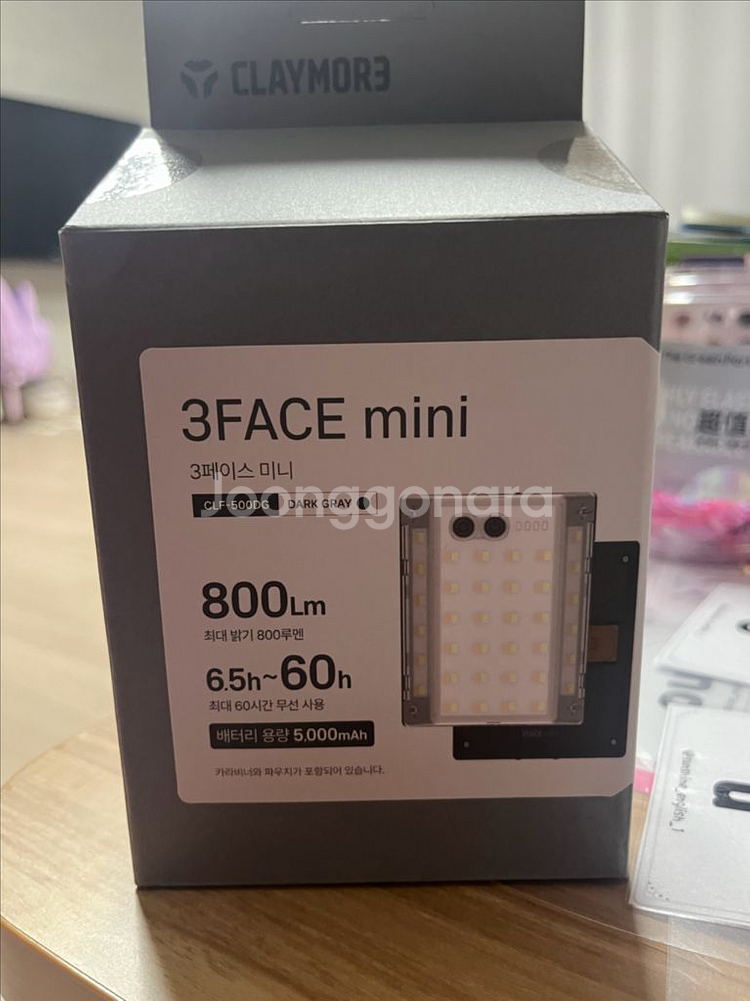 CLAYMOR3
3FACE mini
3페이스 미니
CLF-500DG DARK GRAY
Joonggonara
800Lm
최대 밝기 800루멘
6.5h~60h
최대 60시간 무선 사용
배터리 용량 5,000mAh
카라비너와 파우치가 포함되어 있습니다.